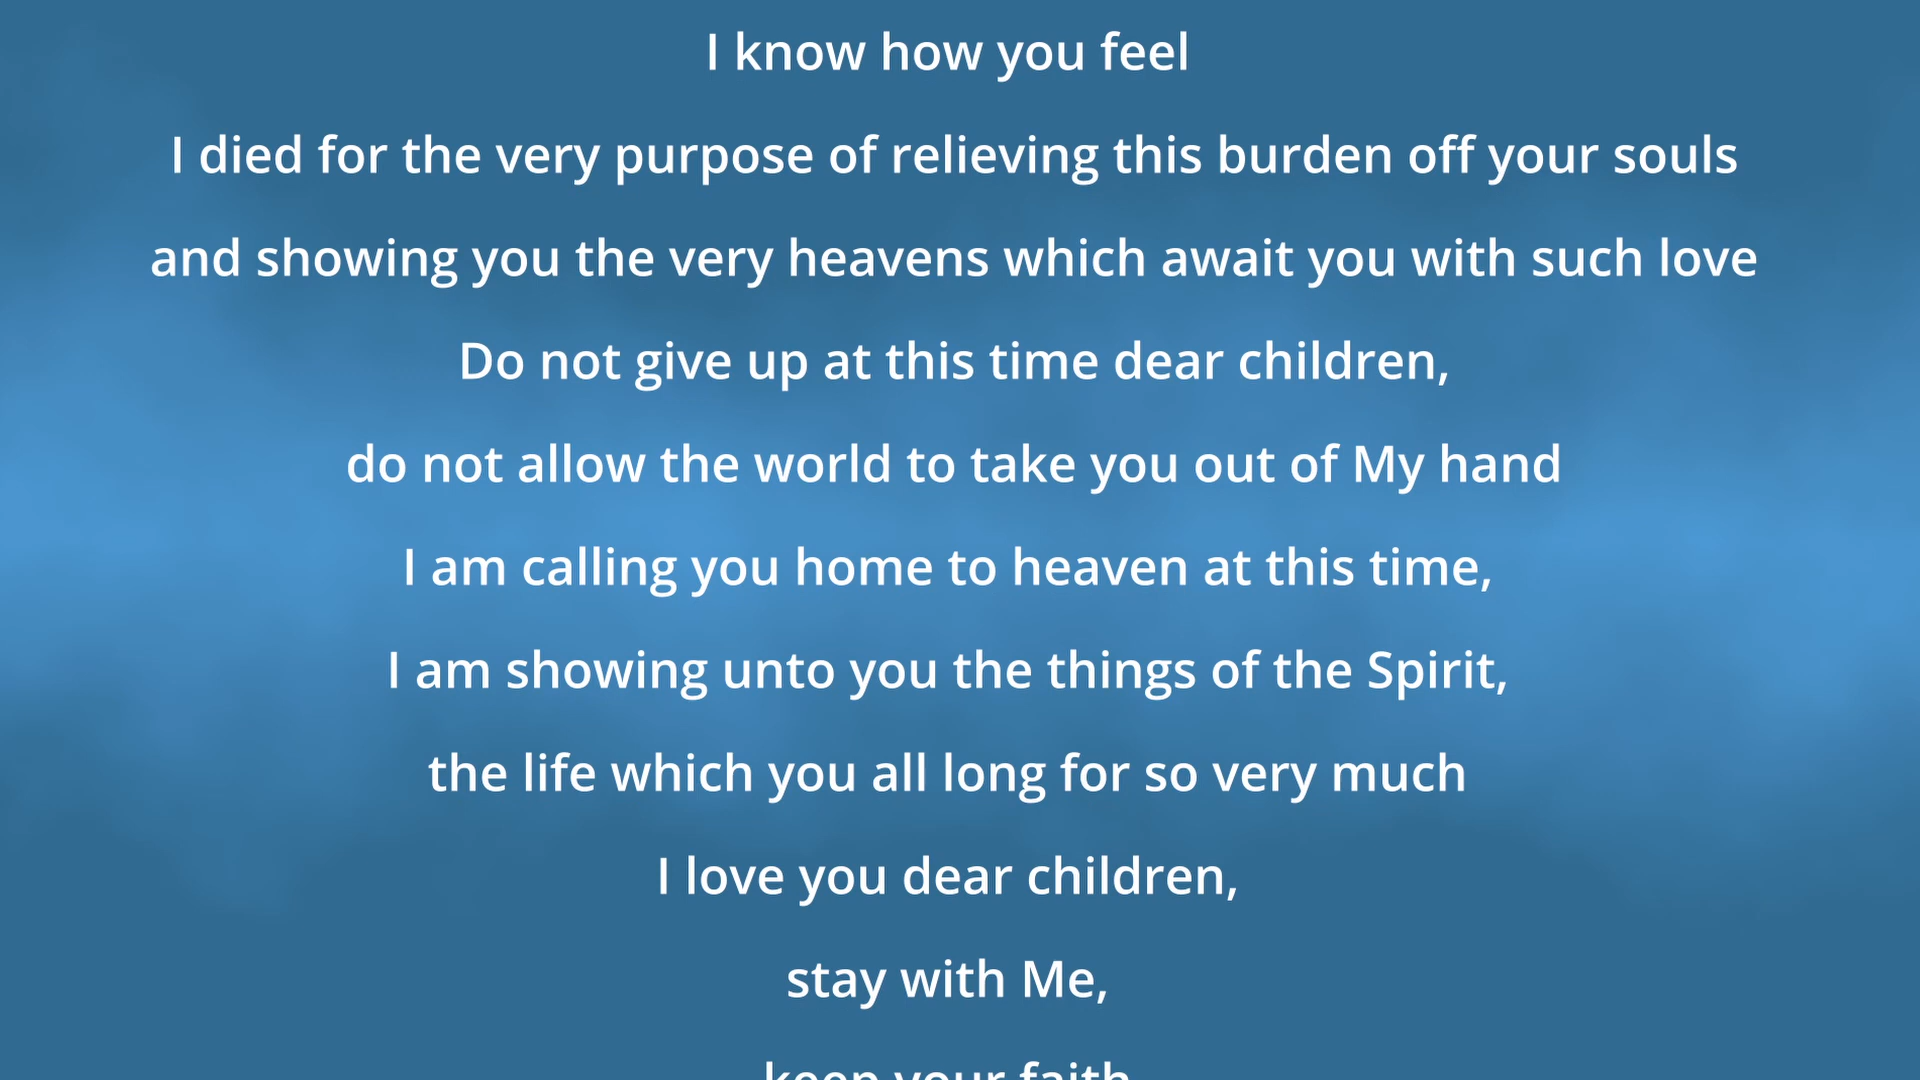 I know how you feel
I died for the very purpose of relieving this burden off your souls
and showing you the very heavens which await you with such love
Do not give up at this time dear children,
do not allow the world to take you out of My hand
I am calling you home to heaven at this time,
I am showing unto you the things of the Spirit,
the life which you all long for so very much
I love you dear children,
stay with Me,
keep your faith